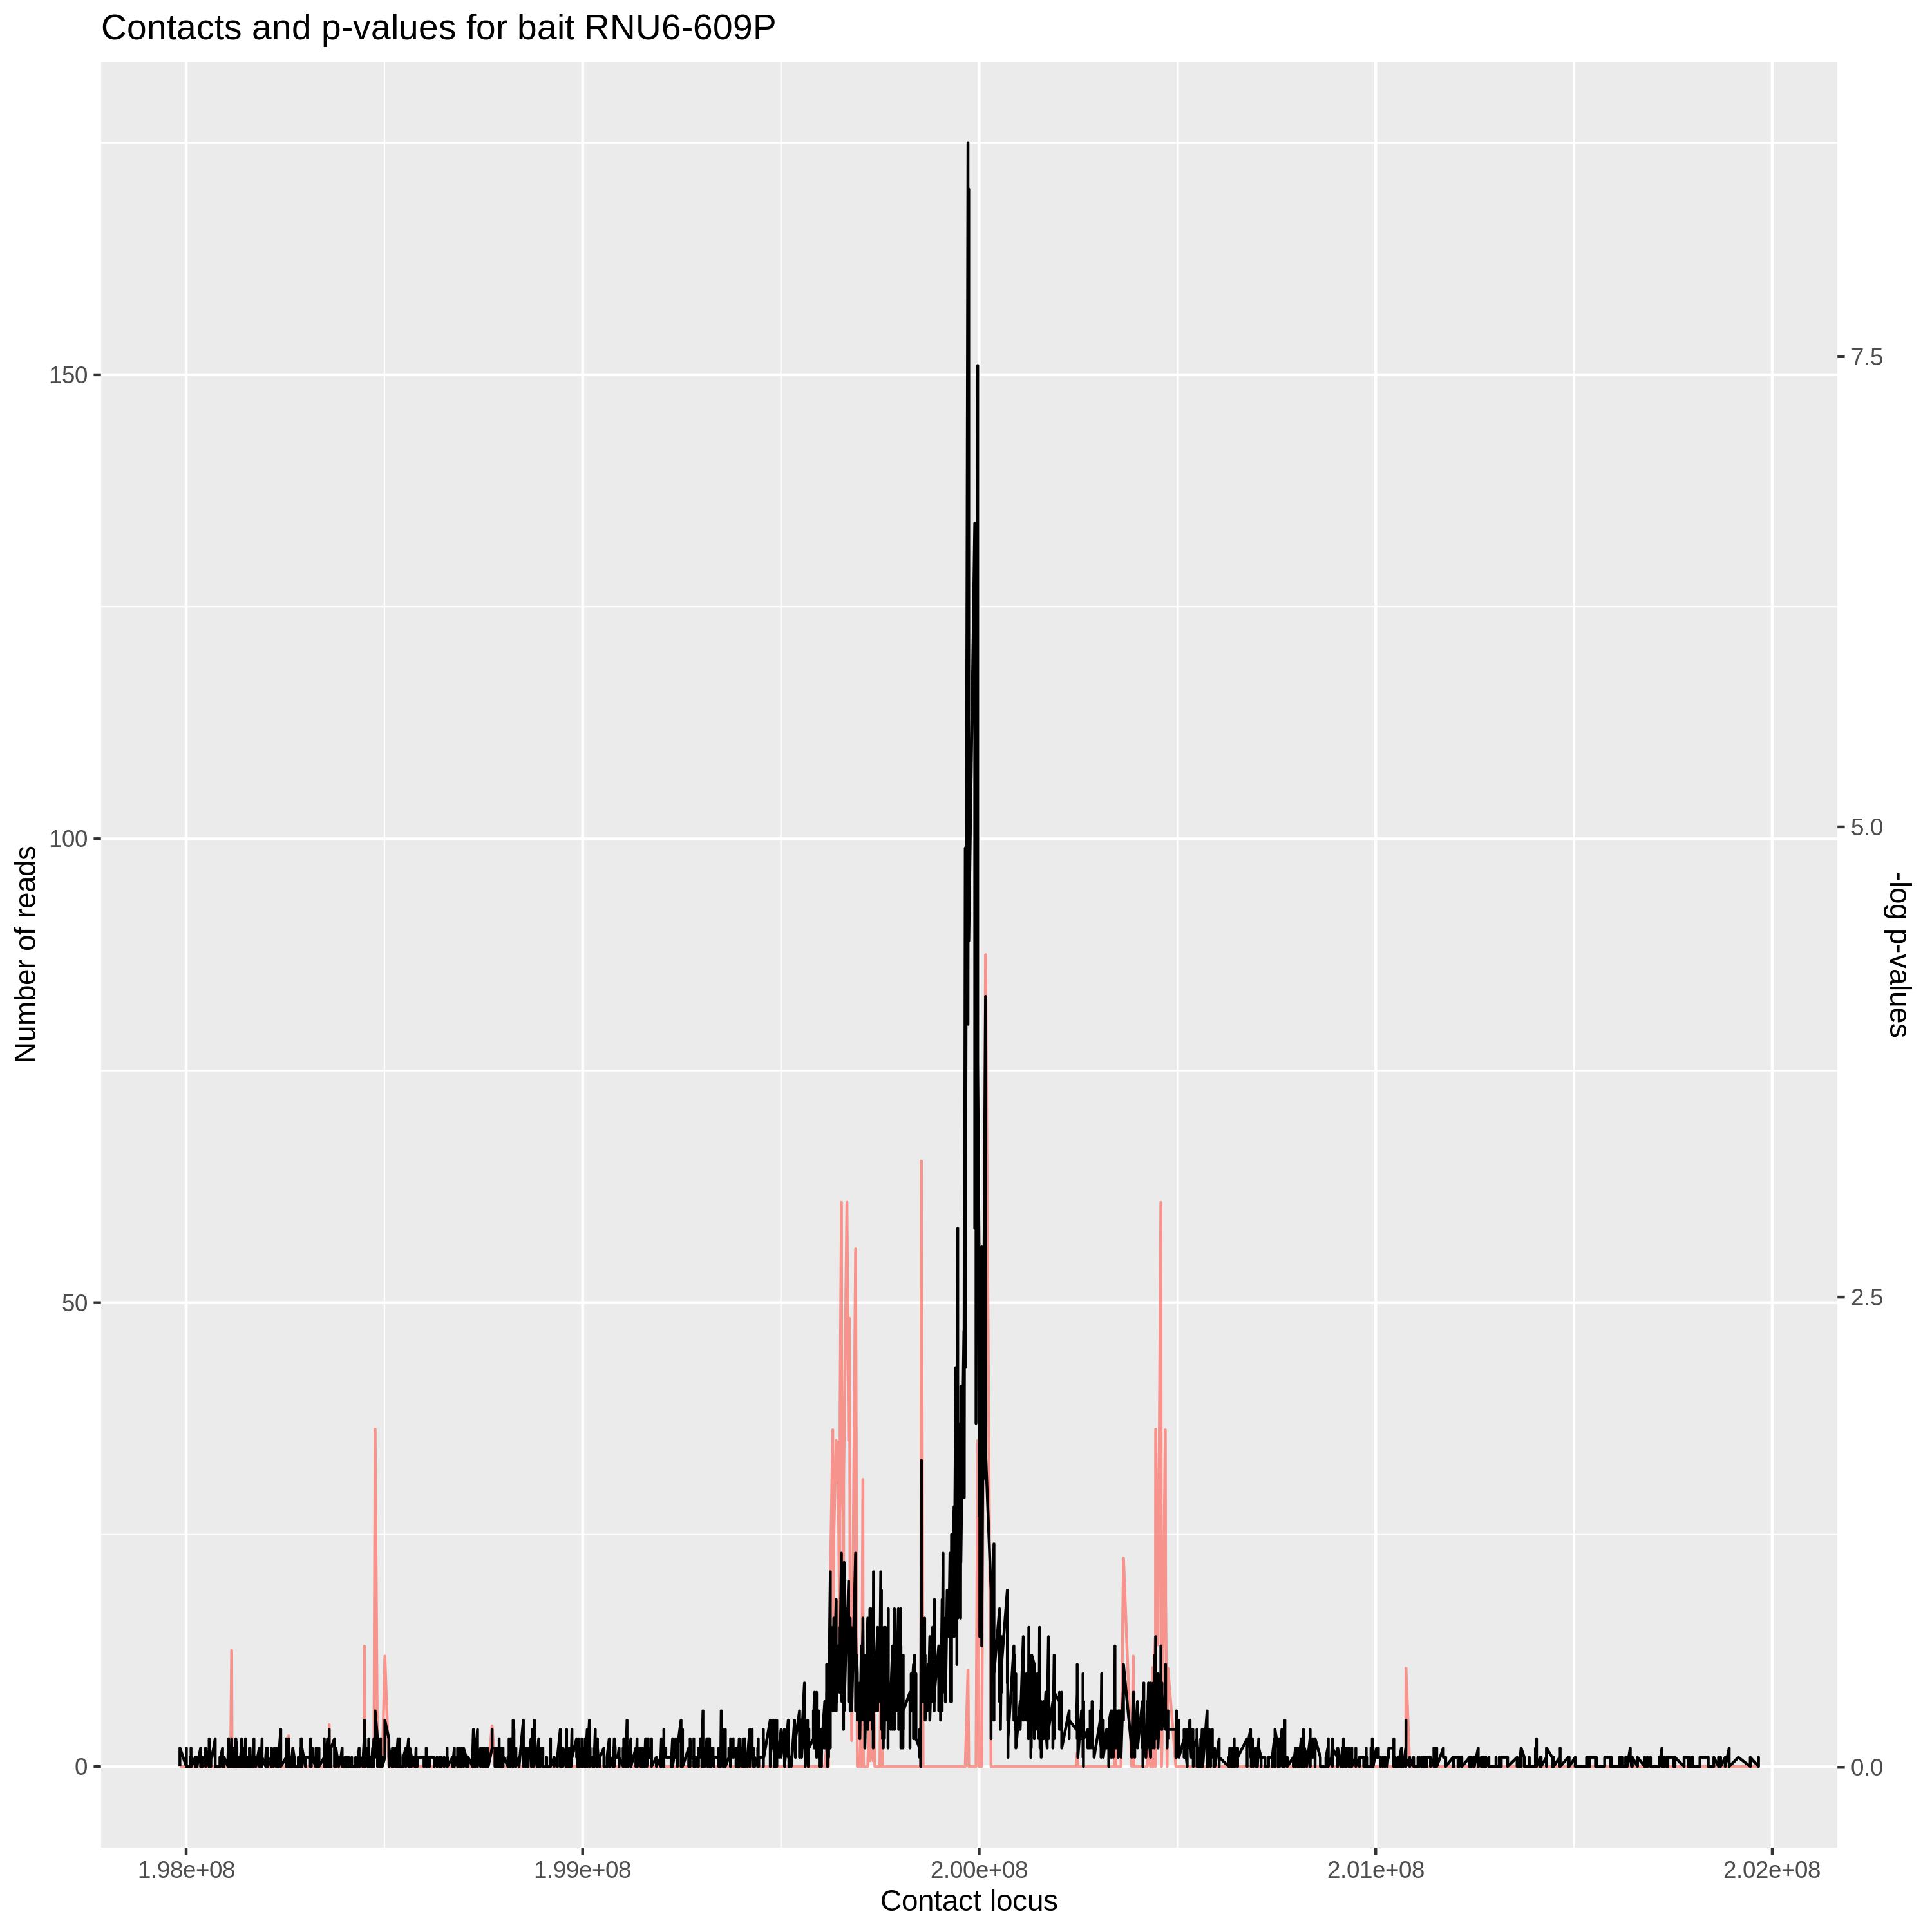 Contacts and p-values for bait RNU6-609P
Number of reads
150
100
50
0
7.5
5.0
2.5
0.0
-log p-values
1.98e+08
1.99e+08
2.00e+08
2.01e+08
2.02e+08
Contact locus